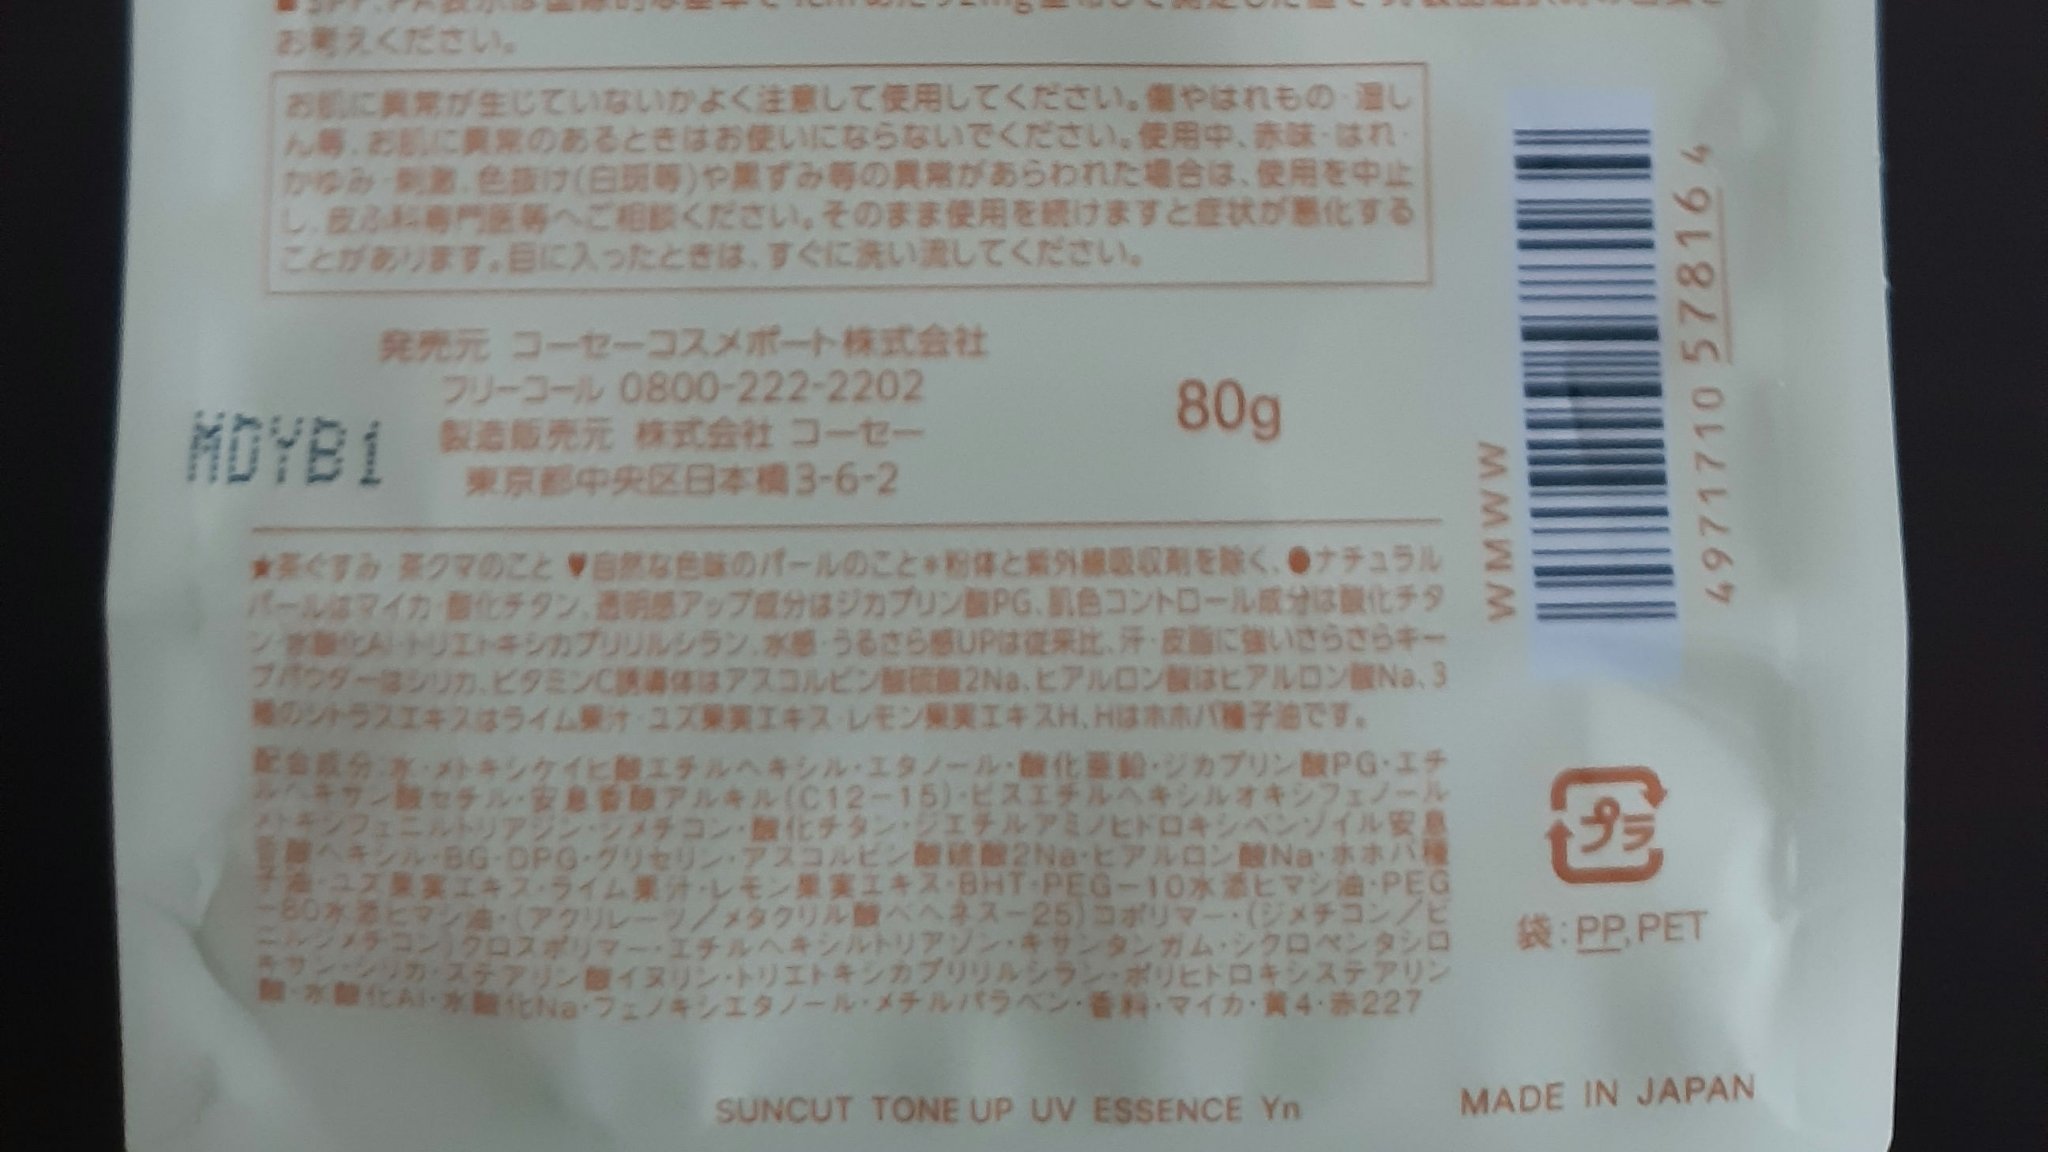 お考えください。
お肌に異常が生じていないかよく注意して使用してください。傷やはれもの・湿し
ん等、お肌に異常のあるときはお使いにならないでください。使用中、赤味・はれ・
かゆみ・刺激、色抜け(白斑等)や黒ずみ等の異常があらわれた場合は、使用を中止
し、皮ふ科専門医等へご相談ください。そのまま使用を続けますと症状が悪化する
ことがあります。目に入ったときは、すぐに洗い流してください。
発売元 コーセーコスメポート株式会社
フリーコール 0800-222-2202
製造販売元 株式会社 コーセー
東京都中央区日本橋3-6-2
80g
MDYB1
WMWW
4971710578164
★茶ぐすみ 茶クマのこと ♥自然な色味のパールのこと*粉体と紫外線吸収剤を除く。●ナチュラル
パールはマイカ・酸化チタン、透明感アップ成分はジカプリン酸PG、肌色コントロール成分は酸化チタ
ン・水酸化Al・トリエトキシカプリリルシラン、水感・うるさら感UPは従来比、汗・皮脂に強いさらさらキー
プパウダーはシリカ、ビタミンC誘導体はアスコルビン酸硫酸2Na、ヒアルロン酸はヒアルロン酸Na、3
種のシトラスエキスはライム果汁・ユズ果実エキス・レモン果実エキスH、Hはホホバ種子油です。
配合成分:水・メトキシケイヒ酸エチルヘキシル・エタノール・酸化亜鉛・ジカプリン酸PG・エチ
ルヘキサン酸セチル・安息香酸アルキル(C12-15)・ビスエチルヘキシルオキシフェノール
メトキシフェニルトリアジン・ジメチコン・酸化チタン・ジエチルアミノヒドロキシベンゾイル安息
香酸ヘキシル・BG・DPG・グリセリン・アスコルビン酸硫酸2Na・ヒアルロン酸Na・ホホバ種
子油・ユズ果実エキス・ライム果汁・レモン果実エキス・BHT・PEG-10水添ヒマシ油・PEG
-80水添ヒマシ油・(アクリレーツ/メタクリル酸ベヘネス-25)コポリマー・(ジメチコン/ビ
ニルジメチコン)クロスポリマー・エチルヘキシルトリアゾン・キサンタンガム・シクロペンタシロ
キサン・シリカ・ステアリン酸イヌリン・トリエトキシカプリリルシラン・ポリヒドロキシステアリン
酸・水酸化Al・水酸化Na・フェノキシエタノール・メチルパラベン・香料・マイカ・黄4・赤227
プラ
袋:PP,PET
SUNCUT TONE UP UV ESSENCE Yn
MADE IN JAPAN